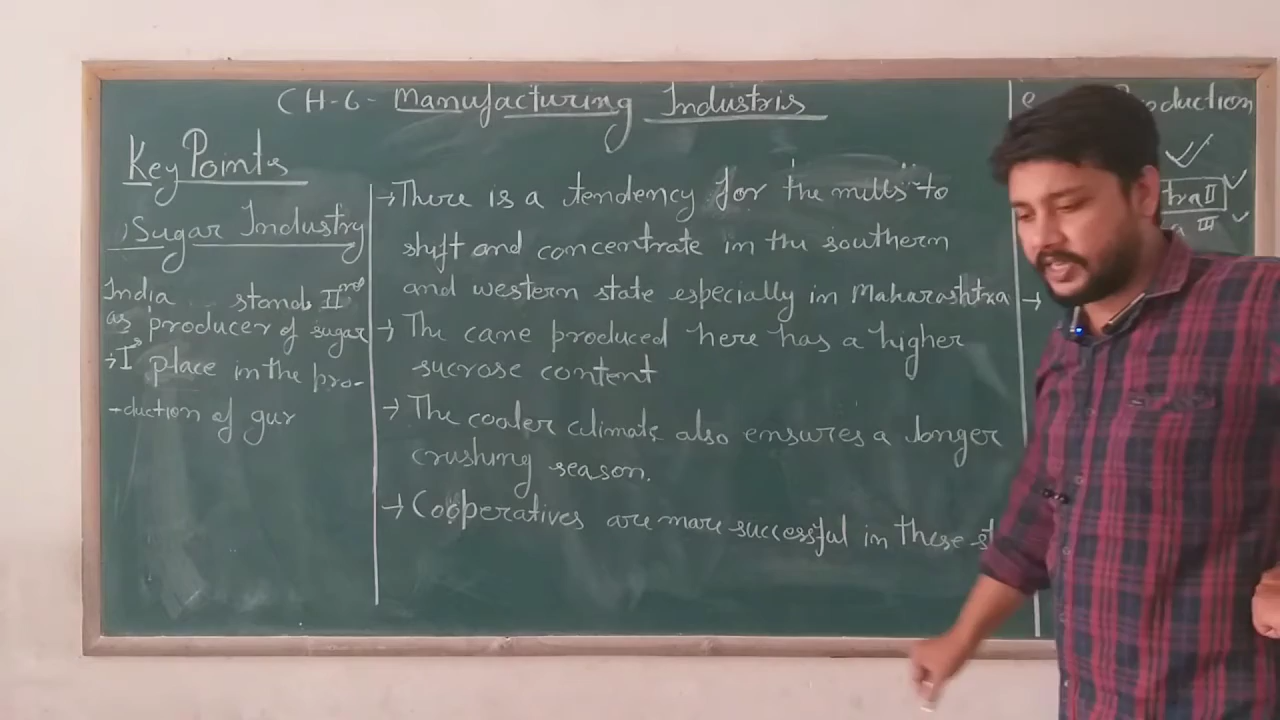 CH-6- Manufacturing Industris
Key Points
Sugar Industry
India stands IInd
as producer of sugar
→ Ist place in the pro-
-duction of gur
→ There is a tendency for the mills to
shift and concentrate in the southern
and western state especially in Maharashtra
→ The cane produced here has a higher
sucrose content
→ The cooler climate also ensures a longer
crushing season.
→ Cooperatives are more successful in these
II
III
→